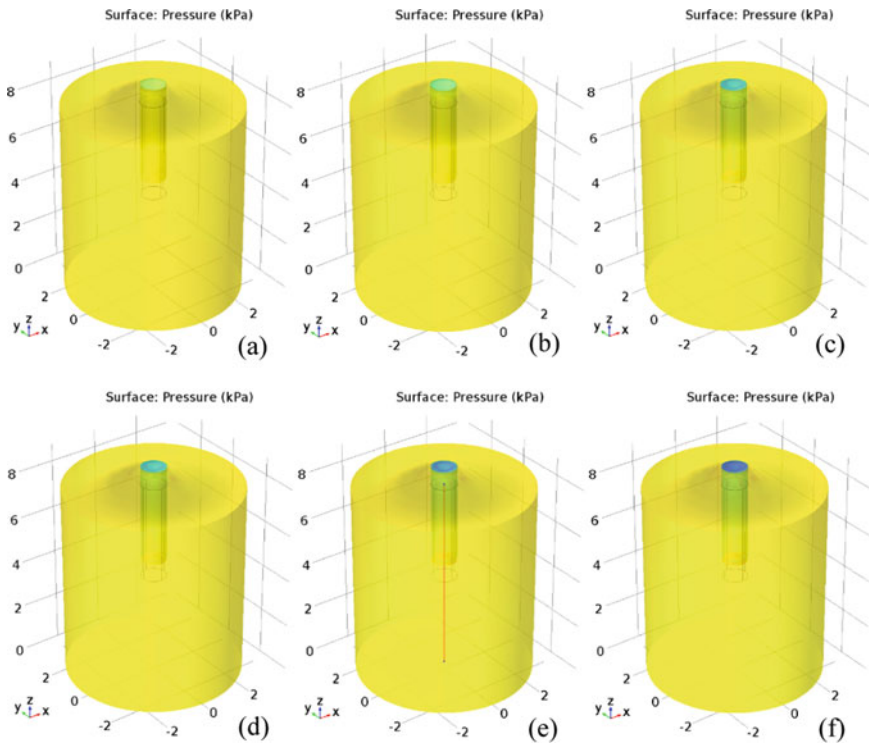 Surface: Pressure (kPa) Surface: Pressure (kPa) Surface: Pressure (kPa)
8 8 8
6 6 6
4 4 4
2 2 2
0 0 0
2 2 2 2 2 2
y z x 0 y z x 0 y z x 0
-2 -2 (a) -2 -2 (b) -2 -2 (c)
Surface: Pressure (kPa) Surface: Pressure (kPa) Surface: Pressure (kPa)
8 8 8
6 6 6
4 4 4
2 2 2
0 0 0
2 2 2 2 2 2
y z x 0 y z x 0 y z x 0
-2 -2 (d) -2 -2 (e) -2 -2 (f)